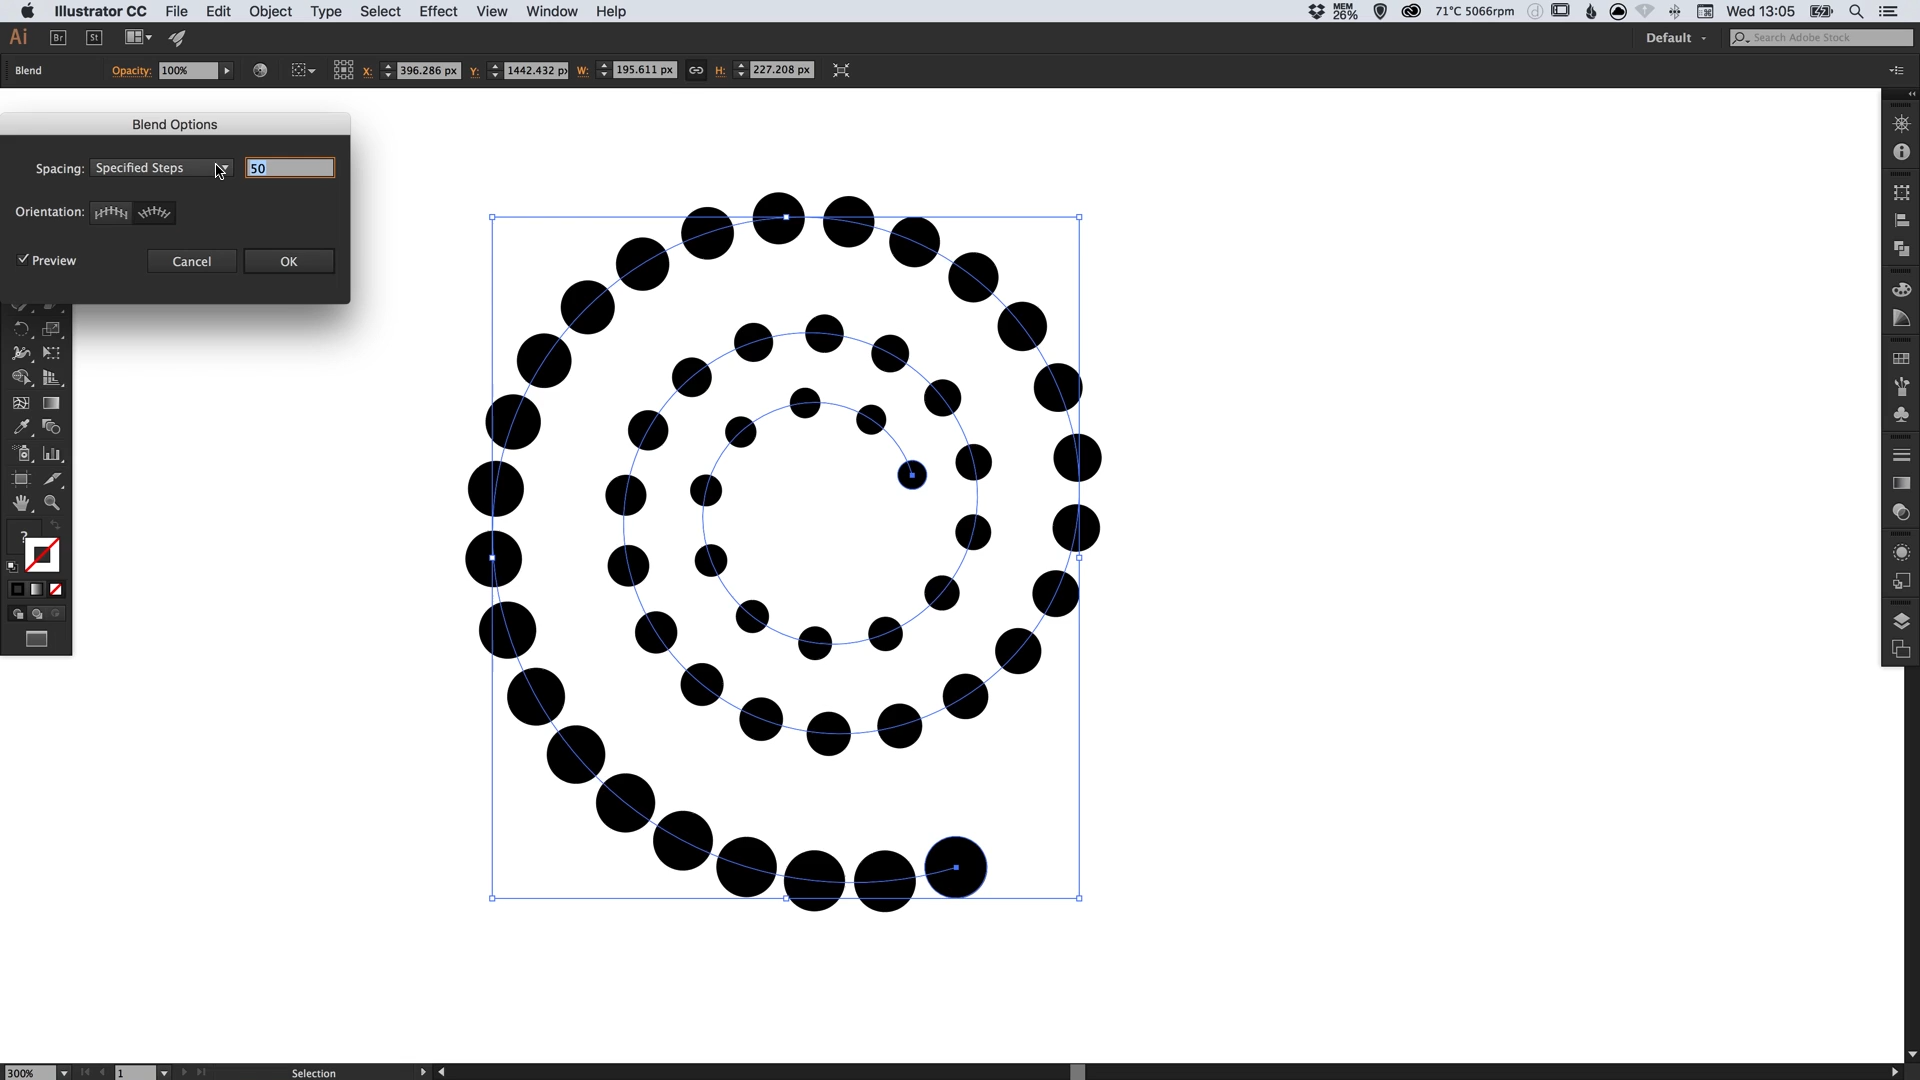 Illustrator CC File Edit Object Type Select Effect View Window Help MEM 26% 71°C 5066rpm Wed 13:05
Ai Br St Default Search Adobe Stock
Blend Opacity: 100% X: 396.286 px Y: 1442.432 px W: 195.611 px H: 227.208 px
Blend Options
Spacing: Specified Steps 50
Orientation:
Preview Cancel OK
?
300% 1 Selection